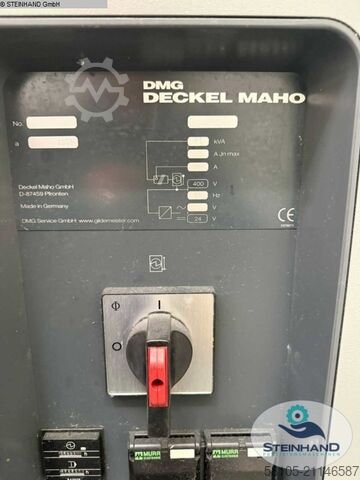 © STEINHAND GmbH
DMG
DECKEL MAHO
No.
a
kVA
A Jn max
A
400 V
Hz
V
24 V
Deckel Maho GmbH
D-87459 Pfronten
Made in Germany
DMG Service GmbH: www.gildemeister.com
CE
I
O
MURR
MURR
STEINHAND
58105-21146587